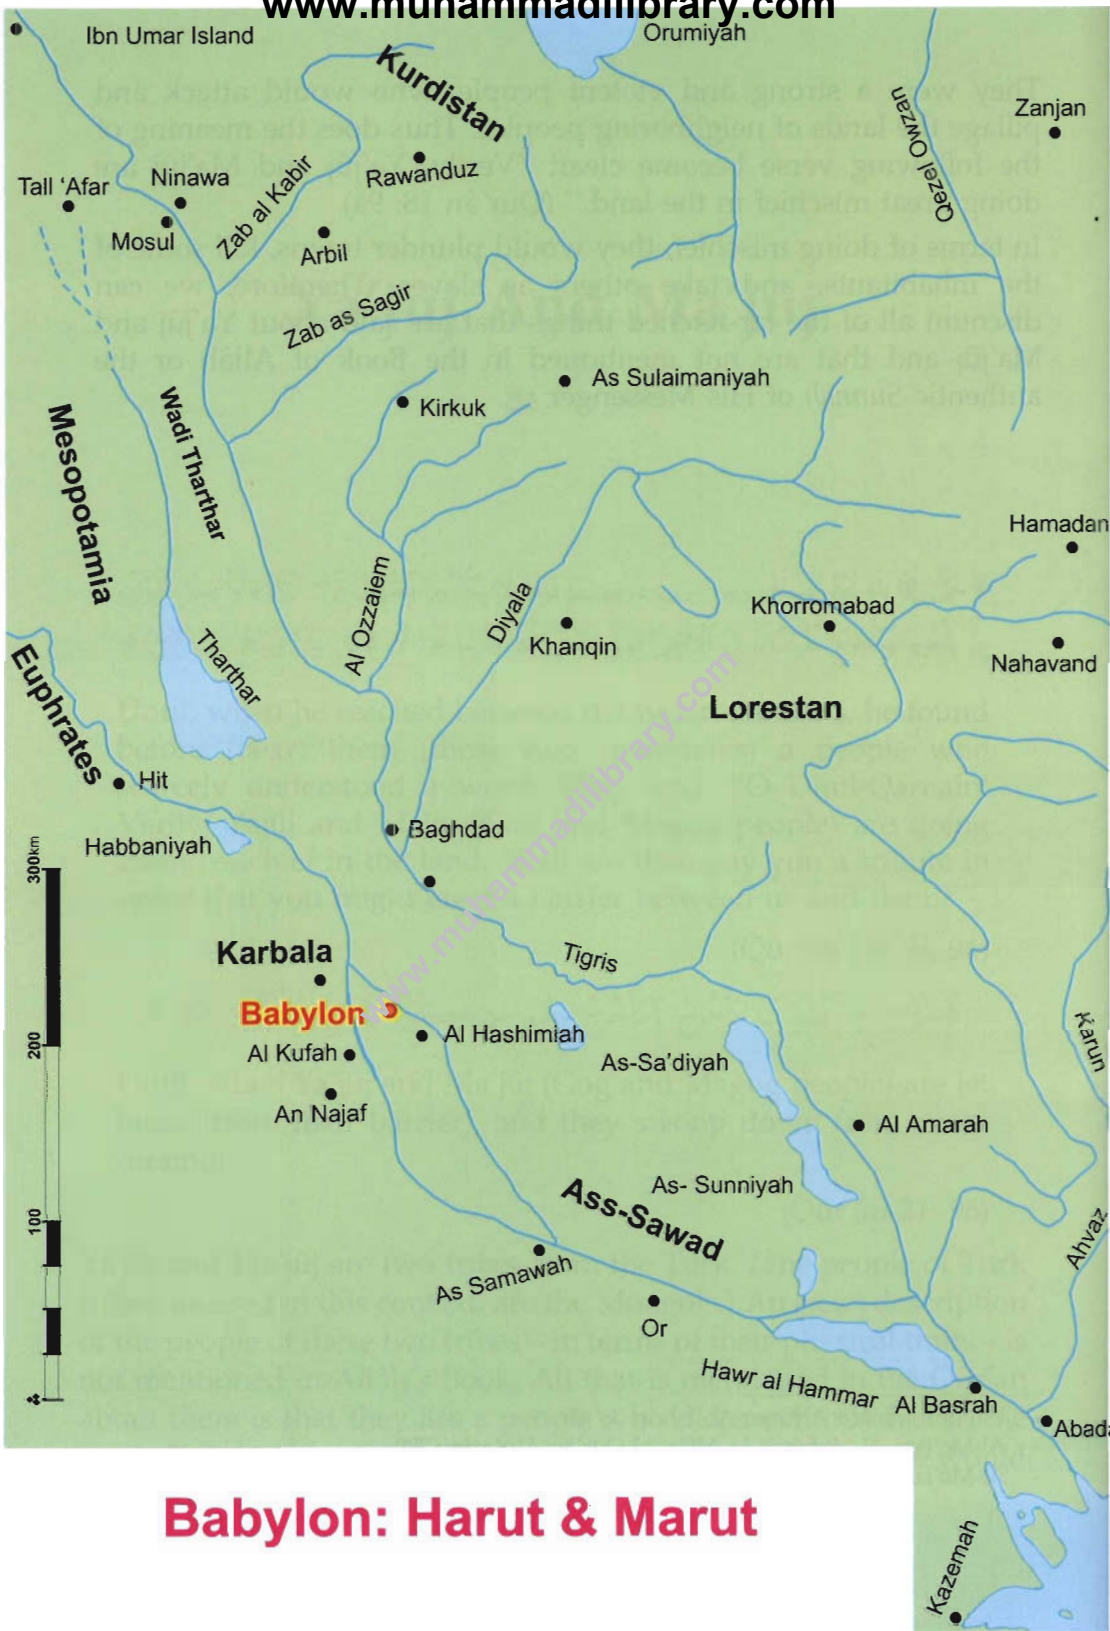 www.muhammadilibrary.com
Ibn Umar Island
Orumiyah
Kurdistan
Qezel Owzan
Zanjan
Tall ‘Afar
Ninawa
Zab al Kabir
Rawanduz
Mosul
Arbil
Zab as Sagir
As Sulaimaniyah
Kirkuk
Mesopotamia
Wadi Tharthar
Hamadan
Al Ozzaiem
Diyala
Khorromabad
Khanqin
Nahavand
Euphrates
Tharthar
Lorestan
Hit
Baghdad
Habbaniyah
300km
www.muhammadilibrary.com
Karbala
Tigris
Babylon
Al Hashimiah
200
Al Kufah
As-Sa’diyah
Karun
An Najaf
Al Amarah
As- Sunniyah
100
Ass-Sawad
Ahvaz
As Samawah
Or
Hawr al Hammar
Al Basrah
Abada
Babylon: Harut & Marut
Kazemah